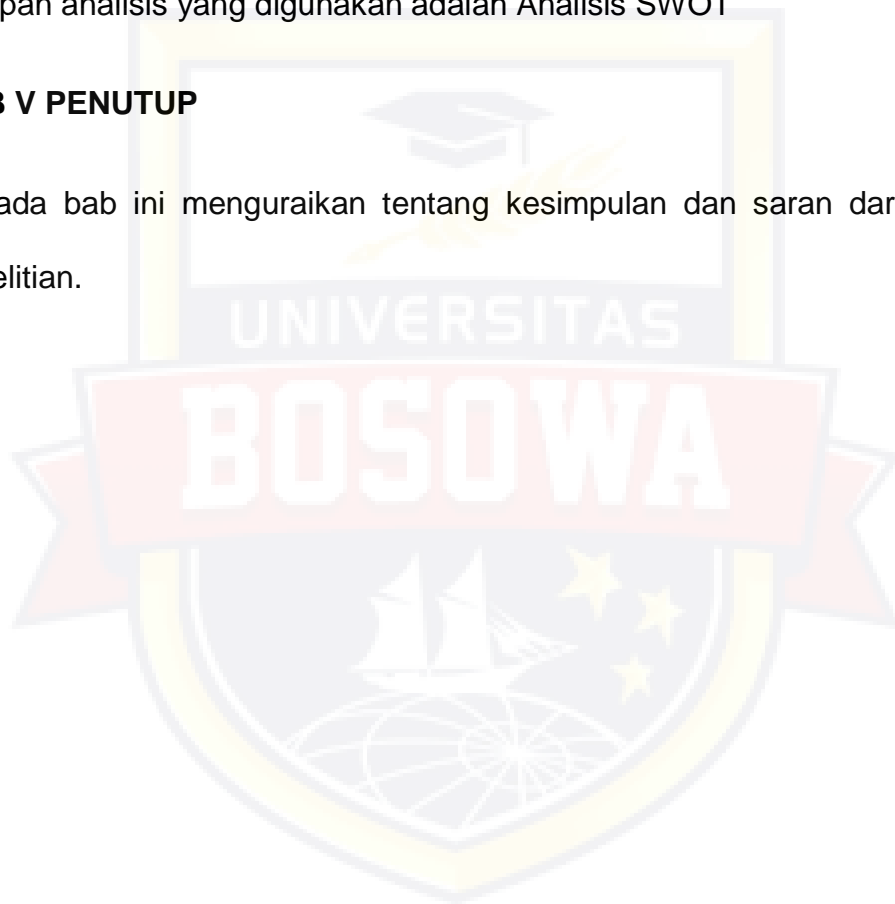 pan analisis yang digunakan adalah Analisis SWOT
V PENUTUP
ada bab ini menguraikan tentang kesimpulan dan saran dar
elitian.
UNIVERSITAS
BOSOWA